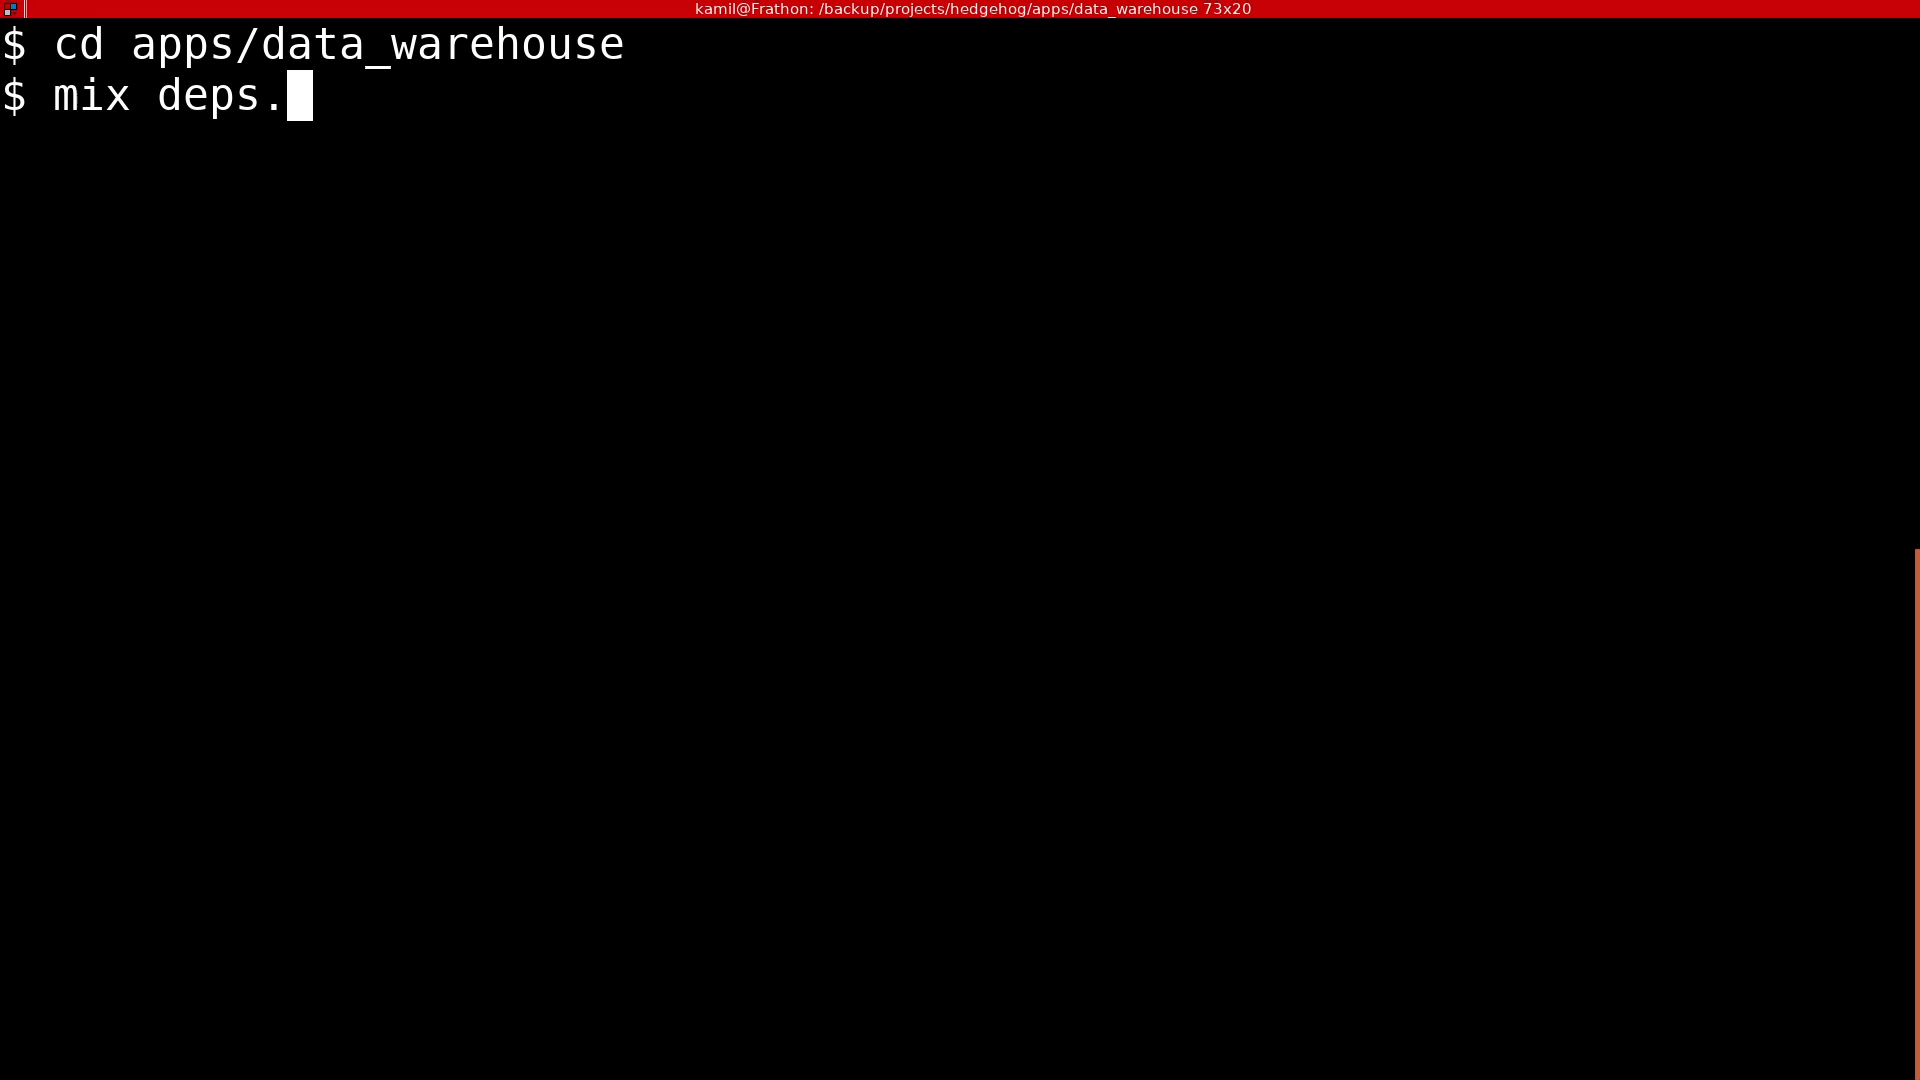 kamil@Frathon: /backup/projects/hedgehog/apps/data_warehouse 73x20
$ cd apps/data_warehouse
$ mix deps.